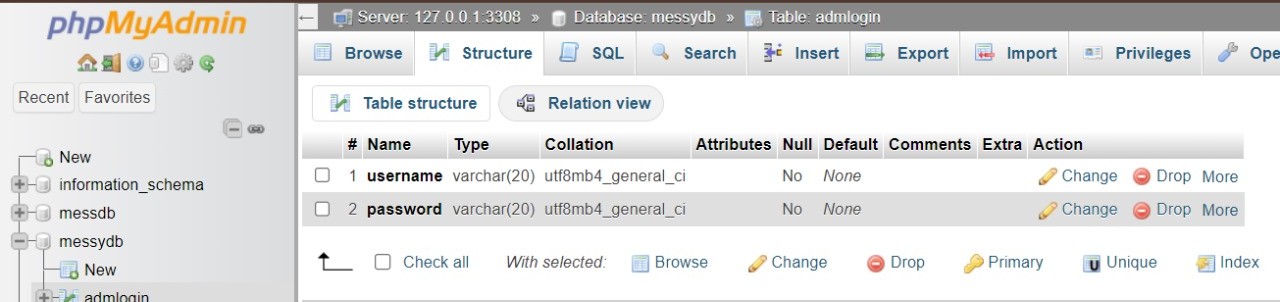 phpMyAdmin
Recent Favorites
New
information_schema
messdb
messydb
New
admlogin
Server: 127.0.0.1:3308 » Database: messydb » Table: admlogin
Browse Structure SQL Search Insert Export Import Privileges Ope
Table structure Relation view
# Name Type Collation Attributes Null Default Comments Extra Action
1 username varchar(20) utf8mb4_general_ci No None Change Drop More
2 password varchar(20) utf8mb4_general_ci No None Change Drop More
Check all With selected: Browse Change Drop Primary Unique Index